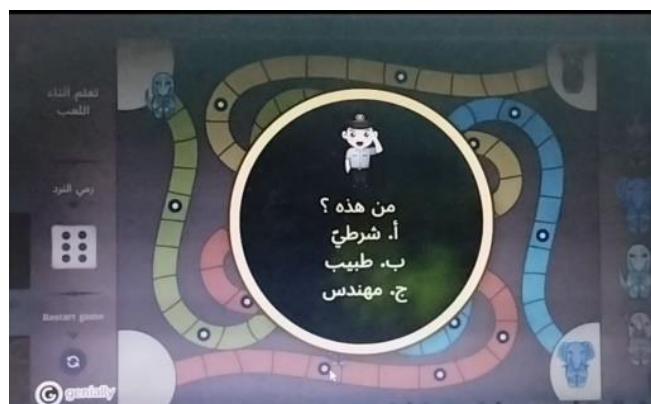 تعلم أثناء
اللعب
رمي النرد
Restart game
من هذه ؟
أ. شرطيّ
ب. طبيب
ج. مهندس
genially